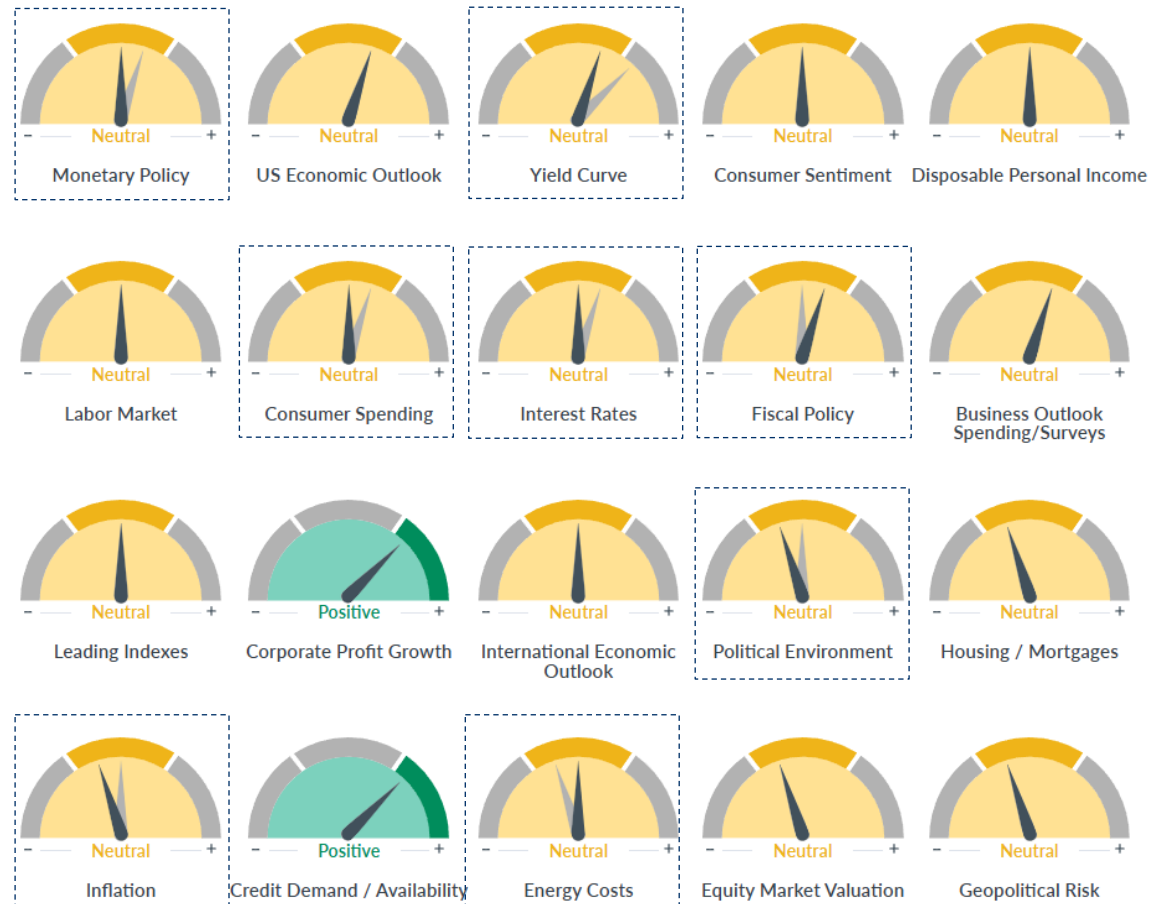 - Neutral +
Monetary Policy
- Neutral +
US Economic Outlook
- Neutral +
Yield Curve
- Neutral +
Consumer Sentiment
- Neutral +
Disposable Personal Income
- Neutral +
Labor Market
- Neutral +
Consumer Spending
- Neutral +
Interest Rates
- Neutral +
Fiscal Policy
- Neutral +
Business Outlook
Spending/Surveys
- Neutral +
Leading Indexes
- Positive +
Corporate Profit Growth
- Neutral +
International Economic
Outlook
- Neutral +
Political Environment
- Neutral +
Housing / Mortgages
- Neutral +
Inflation
- Positive +
Credit Demand / Availability
- Neutral +
Energy Costs
- Neutral +
Equity Market Valuation
- Neutral +
Geopolitical Risk